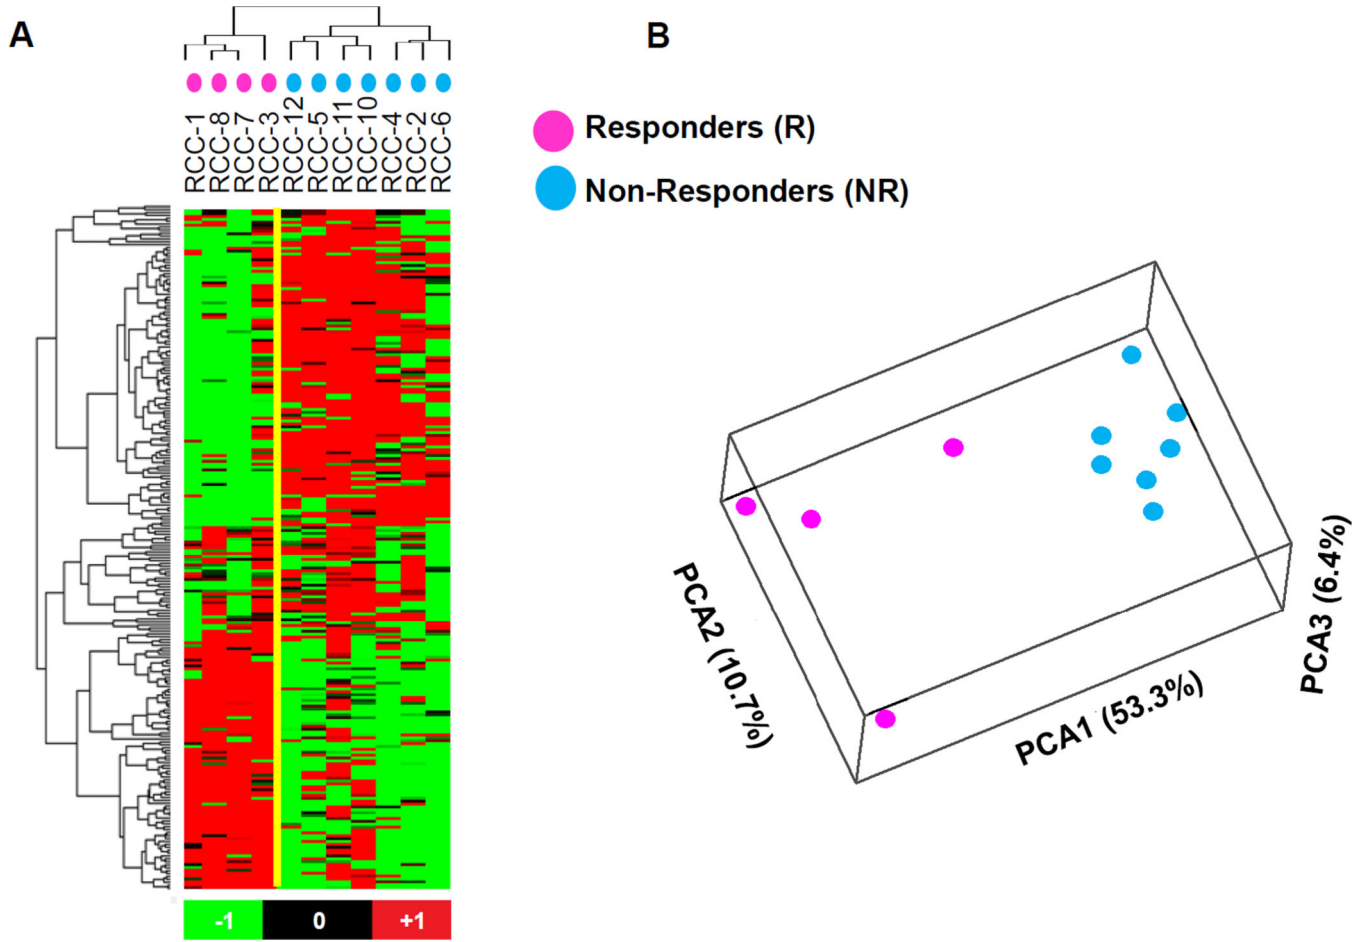 A
B
RCC-1
RCC-8
RCC-7
RCC-3
RCC-12
RCC-5
RCC-11
RCC-10
RCC-4
RCC-2
RCC-6
Responders (R)
Non-Responders (NR)
PCA2 (10.7%)
PCA1 (53.3%)
PCA3 (6.4%)
-1 0 +1